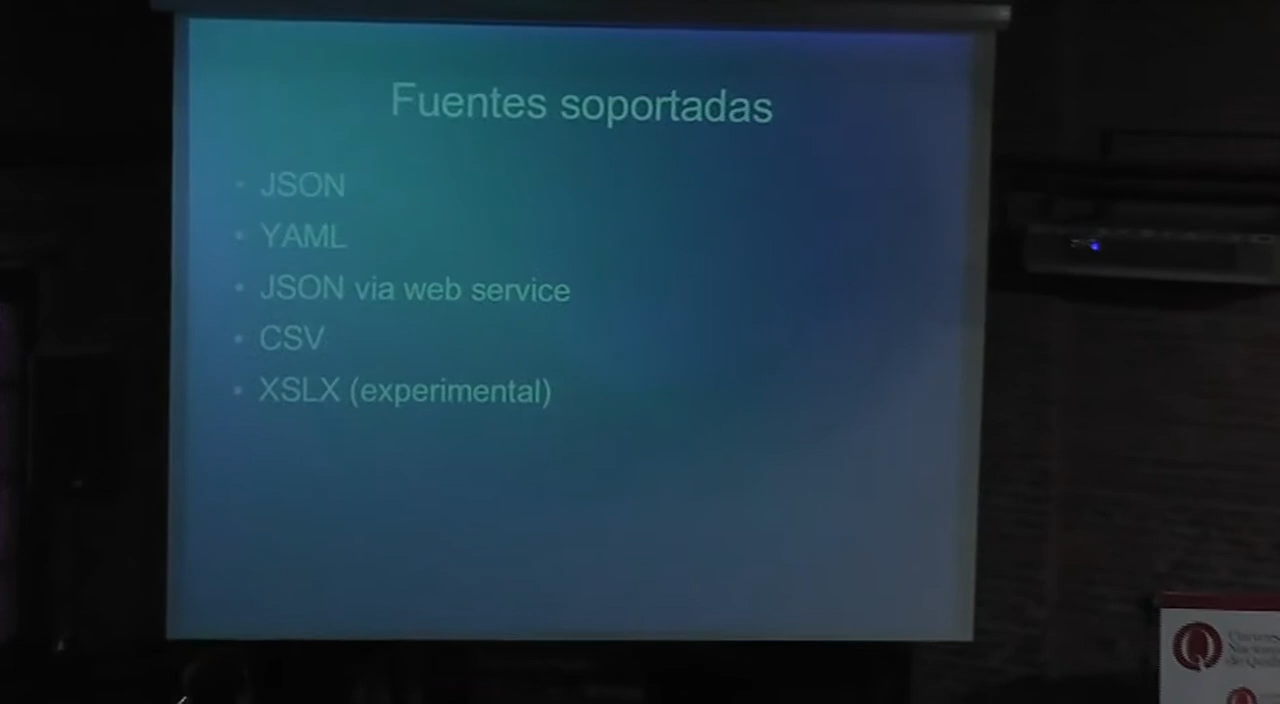 Fuentes soportadas
• JSON
• YAML
• JSON via web service
• CSV
• XSLX (experimental)